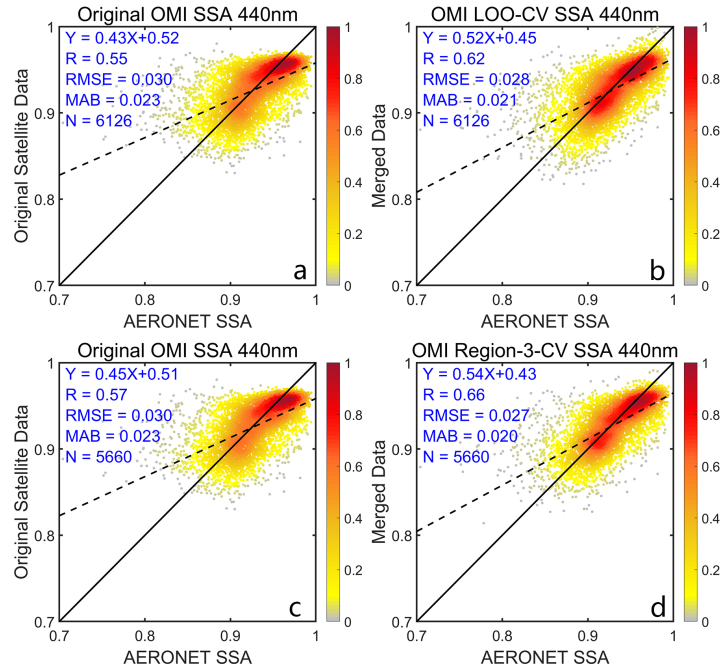 Original OMI SSA 440nm
Y = 0.43X+0.52
R = 0.55
RMSE = 0.030
MAB = 0.023
N = 6126
a
Original Satellite Data
1
0.9
0.8
0.7
0.7
0.8
0.9
1
AERONET SSA
1
0.8
0.6
0.4
0.2
0
OMI LOO-CV SSA 440nm
Y = 0.52X+0.45
R = 0.62
RMSE = 0.028
MAB = 0.021
N = 6126
b
Merged Data
1
0.9
0.8
0.7
0.7
0.8
0.9
1
AERONET SSA
1
0.8
0.6
0.4
0.2
0
Original OMI SSA 440nm
Y = 0.45X+0.51
R = 0.57
RMSE = 0.030
MAB = 0.023
N = 5660
c
Original Satellite Data
1
0.9
0.8
0.7
0.7
0.8
0.9
1
AERONET SSA
1
0.8
0.6
0.4
0.2
0
OMI Region-3-CV SSA 440nm
Y = 0.54X+0.43
R = 0.66
RMSE = 0.027
MAB = 0.020
N = 5660
d
Merged Data
1
0.9
0.8
0.7
0.7
0.8
0.9
1
AERONET SSA
1
0.8
0.6
0.4
0.2
0